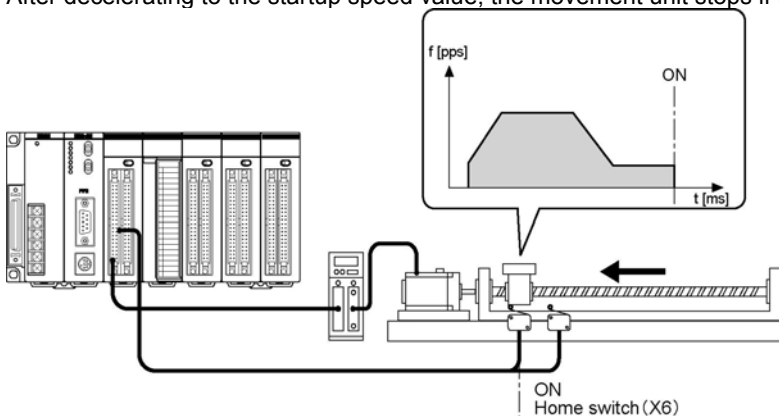 After decelerating to the startup speed value, the movement unit stops i
f [pps]
ON
t [ms]
ON
Home switch (X6)